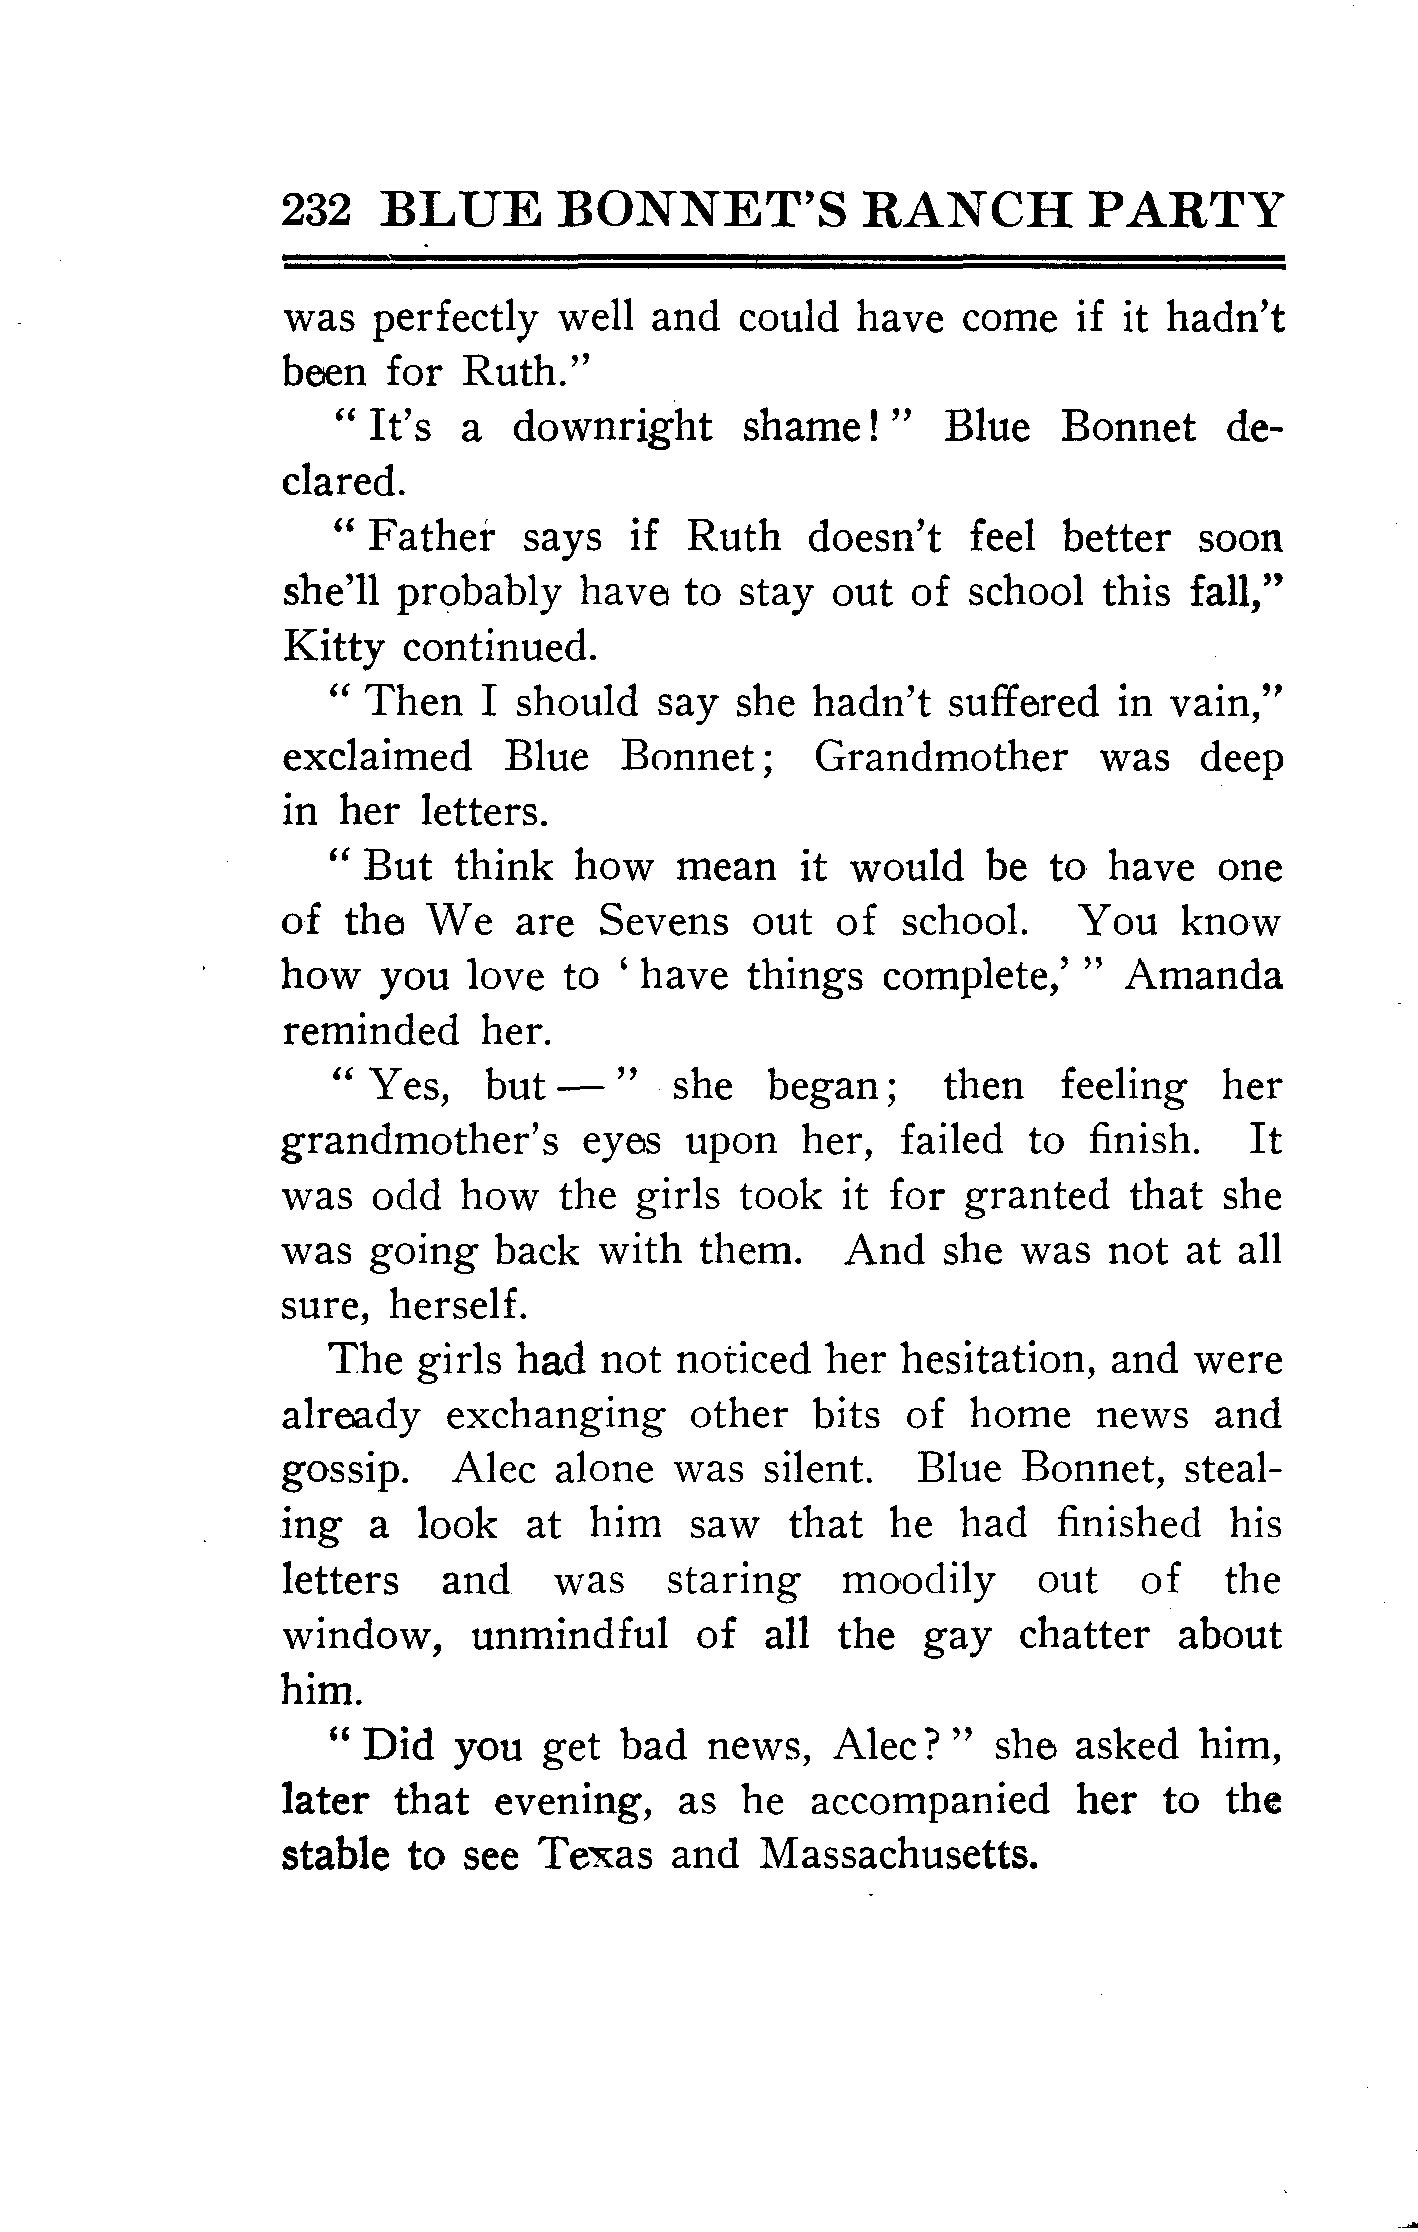 232 BLUE BONNET'S RANCH PARTY
was perfectly well and could have come if it hadn't
been for Ruth."
" It's a downright shame! " Blue Bonnet de-
clared.
" Father says if Ruth doesn't feel better soon
she'll probably have to stay out of school this fall,"
Kitty continued.
" Then I should say she hadn't suffered in vain,"
exclaimed Blue Bonnet; Grandmother was deep
in her letters.
" But think how mean it would be to have one
of the We are Sevens out of school. You know
how you love to ' have things complete,' " Amanda
reminded her.
" Yes, but — " she began; then feeling her
grandmother's eyes upon her, failed to finish. It
was odd how the girls took it for granted that she
was going back with them. And she was not at all
sure, herself.
The girls had not noticed her hesitation, and were
already exchanging other bits of home news and
gossip. Alec alone was silent. Blue Bonnet, steal-
ing a look at him saw that he had finished his
letters and was staring moodily out of the
window, unmindful of all the gay chatter about
him.
" Did you get bad news, Alec? " she asked him,
later that evening, as he accompanied her to the
stable to see Texas and Massachusetts.